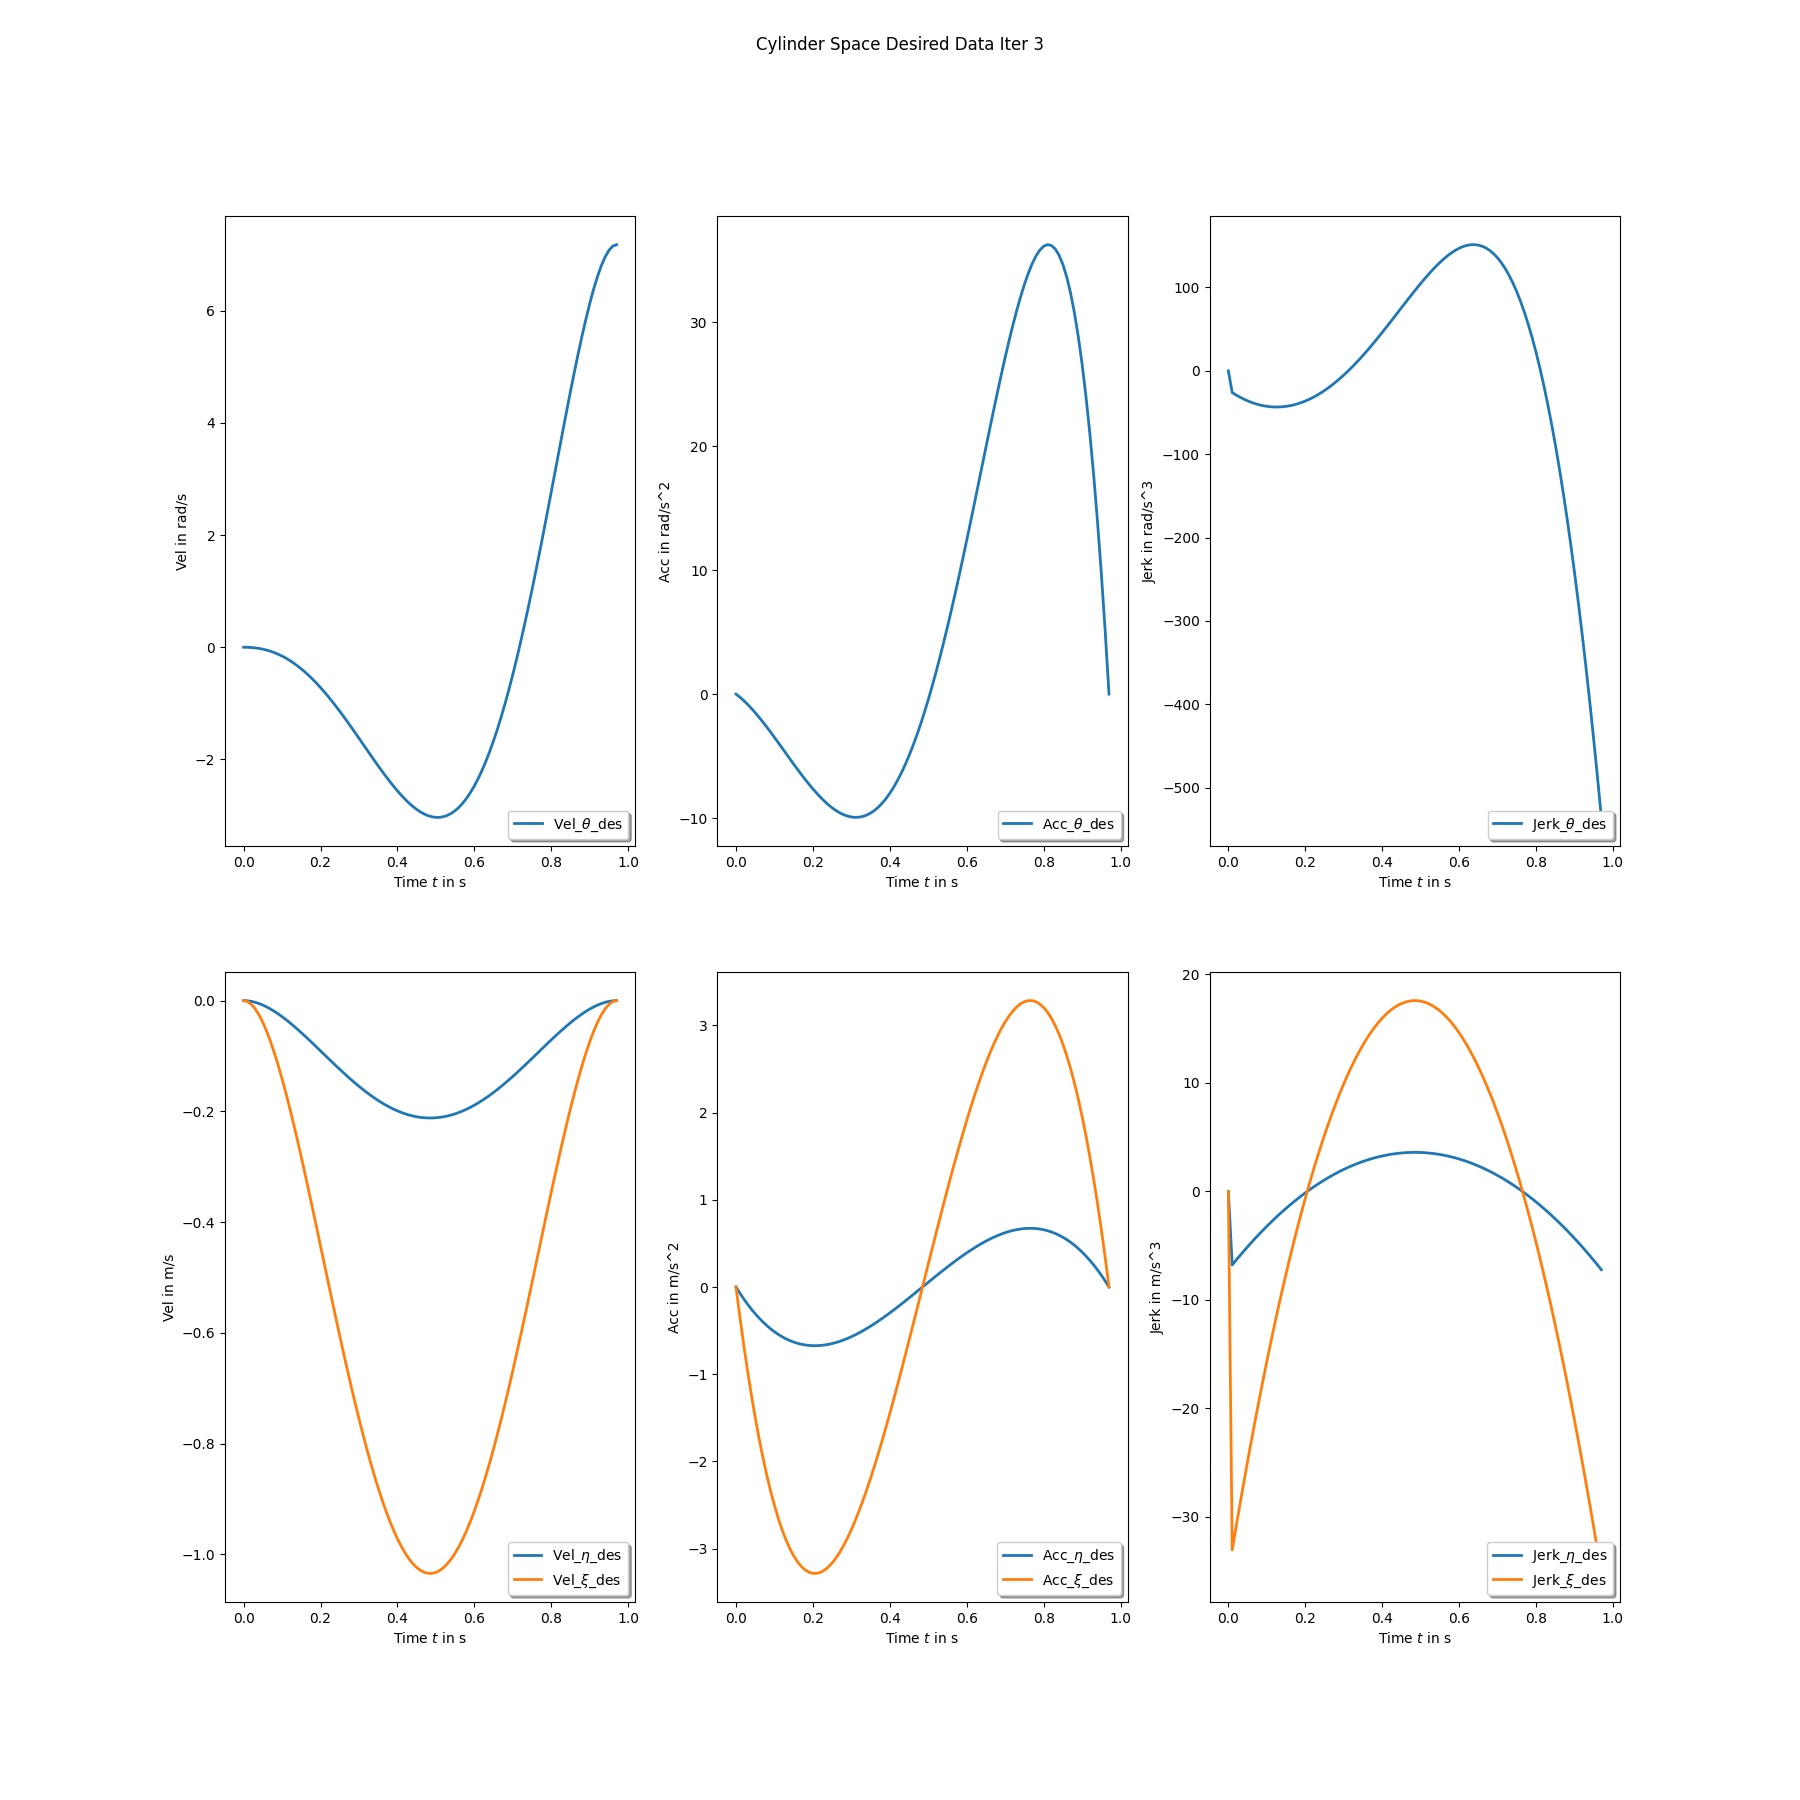 Cylinder Space Desired Data Iter 3
Vel in rad/s
6
4
2
0
−2
0.0 0.2 0.4 0.6 0.8 1.0
Time t in s
Vel_θ_des
Acc in rad/s^2
30
20
10
0
−10
0.0 0.2 0.4 0.6 0.8 1.0
Time t in s
Acc_θ_des
Jerk in rad/s^3
100
0
−100
−200
−300
−400
−500
0.0 0.2 0.4 0.6 0.8 1.0
Time t in s
Jerk_θ_des
Vel in m/s
0.0
−0.2
−0.4
−0.6
−0.8
−1.0
0.0 0.2 0.4 0.6 0.8 1.0
Time t in s
Vel_η_des
Vel_ξ_des
Acc in m/s^2
3
2
1
0
−1
−2
−3
0.0 0.2 0.4 0.6 0.8 1.0
Time t in s
Acc_η_des
Acc_ξ_des
Jerk in m/s^3
20
10
0
−10
−20
−30
0.0 0.2 0.4 0.6 0.8 1.0
Time t in s
Jerk_η_des
Jerk_ξ_des